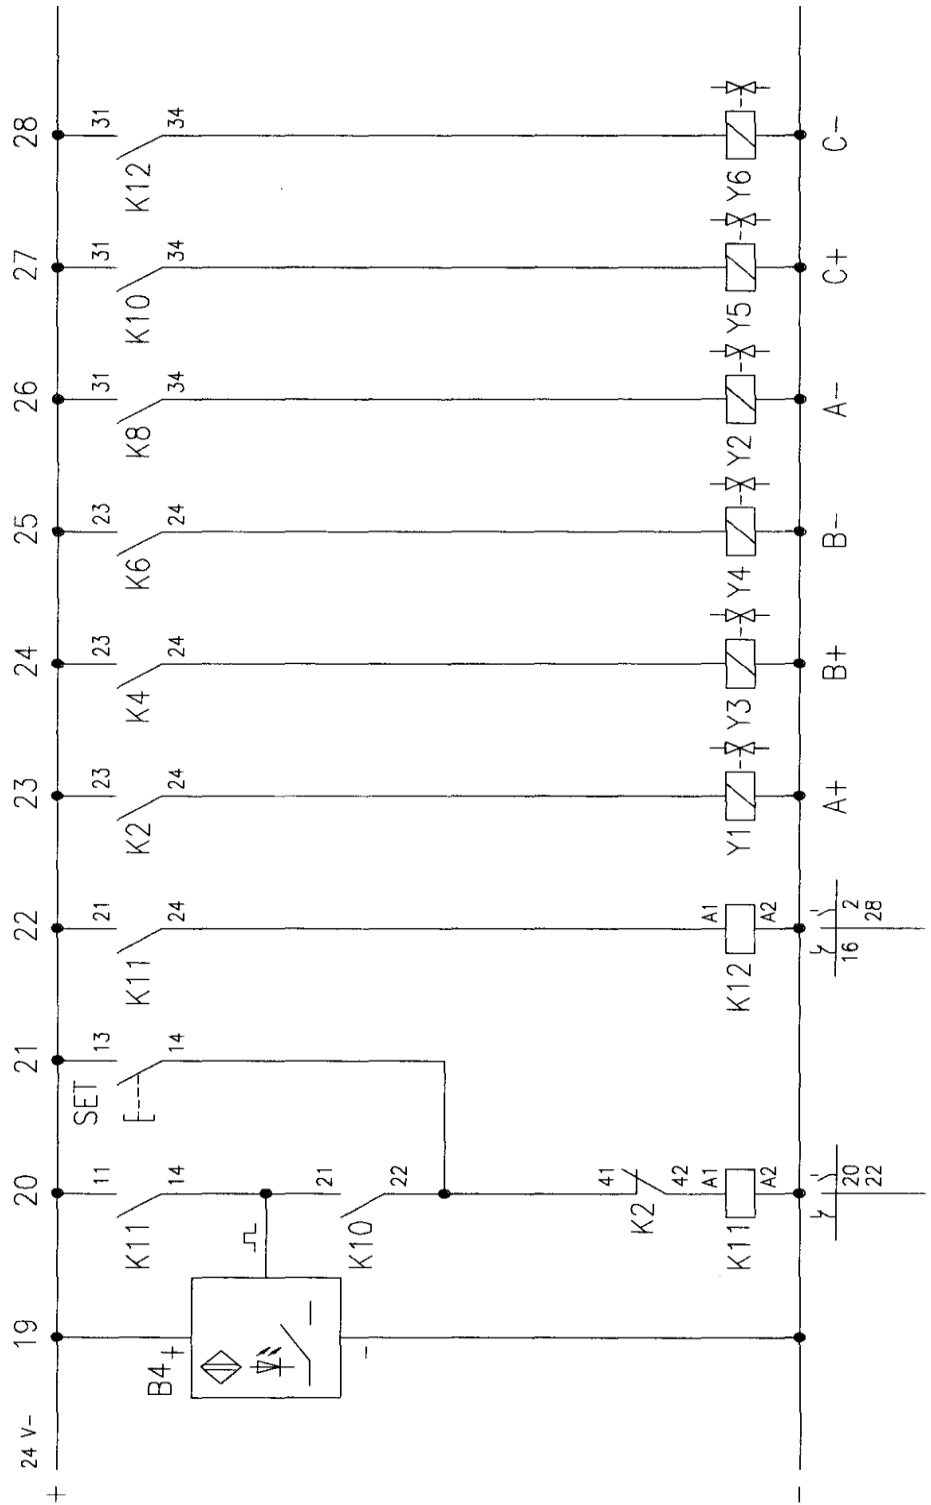 24 V-
19
20
21
22
23
24
25
26
27
28
+
11
SET
13
21
23
23
23
31
31
31
K11
14
14
K11
24
K2
24
K4
24
K6
24
K8
34
K10
34
K12
34
B4
+
-
21
K10
22
41
K2
42
A1
K11
A2
A1
K12
A2
Y1
Y3
Y4
Y2
Y5
Y6
-
20
22
16
2
28
A+
B+
B-
A-
C+
C-